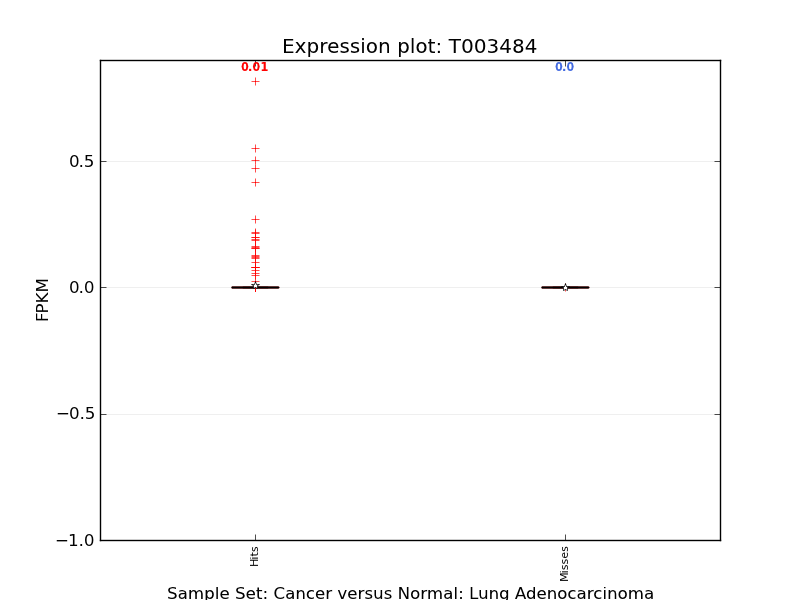 Expression plot: T003484
0.01
0.0
0.5
0.0
−0.5
−1.0
FPKM
Hits
Misses
Sample Set: Cancer versus Normal: Lung Adenocarcinoma